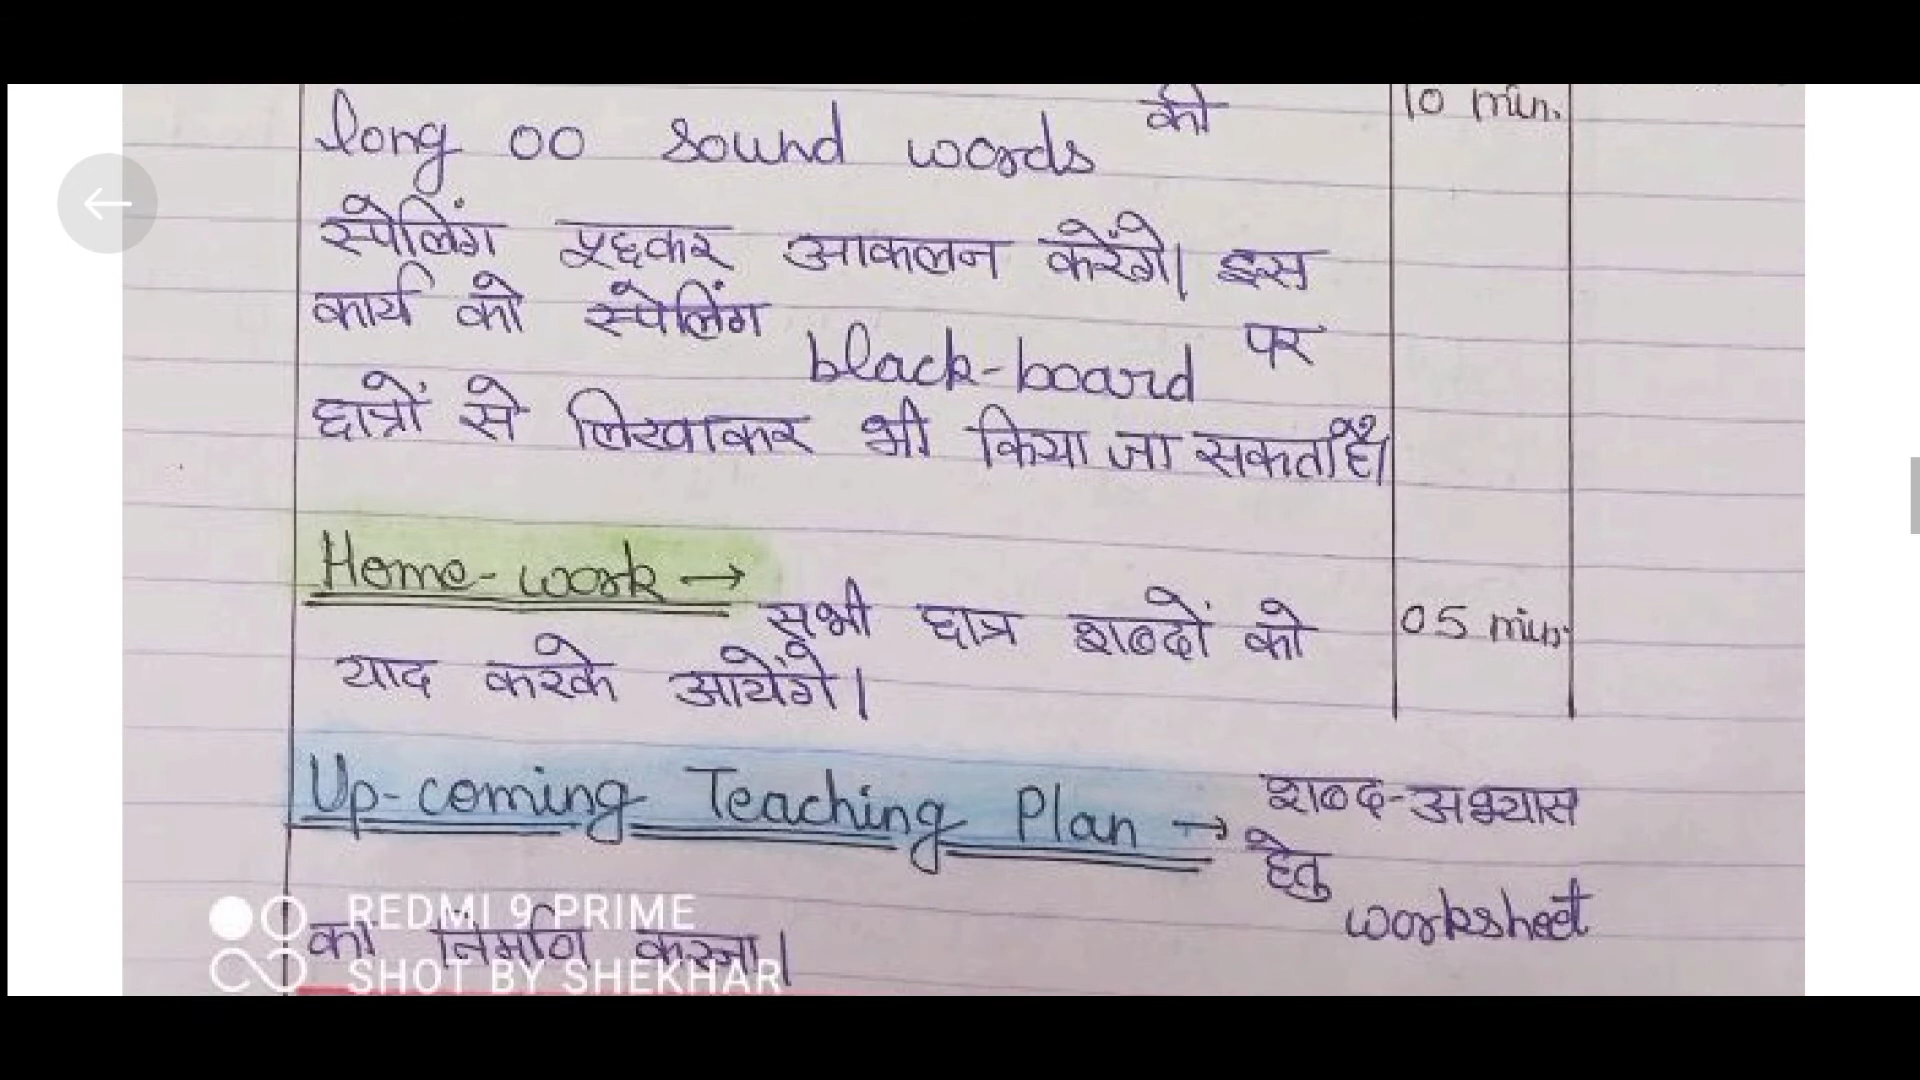 long oo sound words की 10 min.
स्पेलिंग पूछकर आकलन करेंगे। इस
कार्य को स्पेलिंग black-board पर
छात्रों से लिखाकर भी किया जा सकता है।
Home-work → सभी छात्र शब्दों को 05 min.
याद करके आयेंगे।
Up-coming Teaching Plan → शब्द-अभ्यास
हेतु worksheet
का निर्माण करना।
REDMI 9 PRIME
SHOT BY SHEKHAR